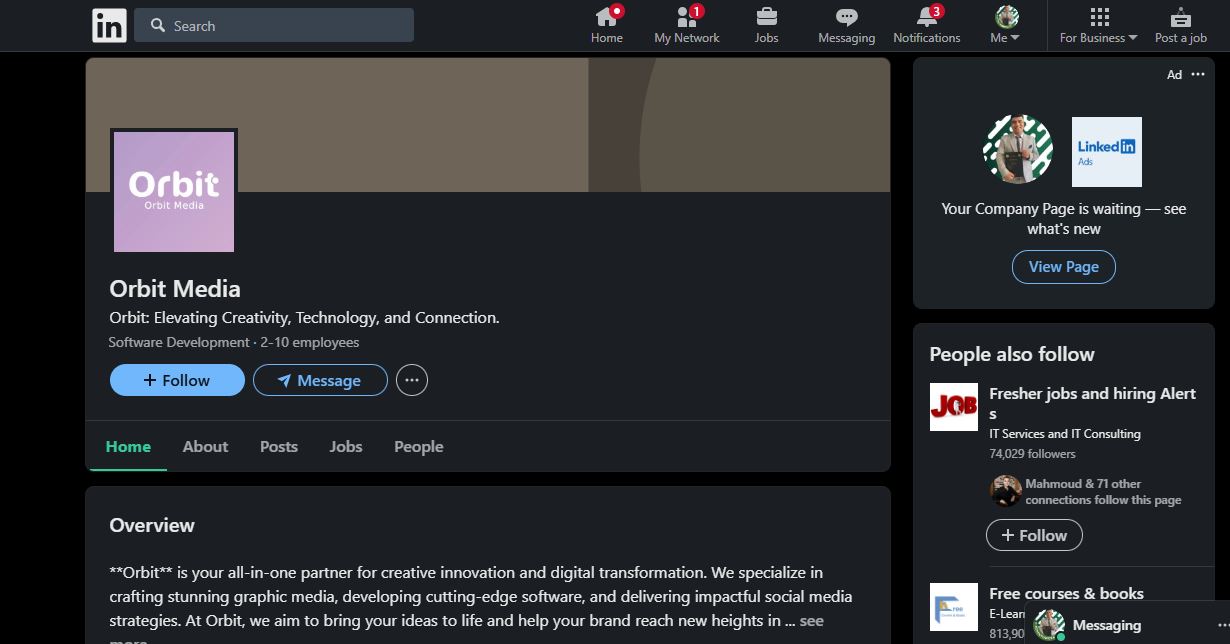 in
Search
Home
1
My Network
Jobs
Messaging
3
Notifications
Me
For Business
Post a job
Orbit
Orbit Media
Orbit Media
Orbit: Elevating Creativity, Technology, and Connection.
Software Development · 2-10 employees
+ Follow
Message
Home
About
Posts
Jobs
People
Overview
**Orbit** is your all-in-one partner for creative innovation and digital transformation. We specialize in
crafting stunning graphic media, developing cutting-edge software, and delivering impactful social media
strategies. At Orbit, we aim to bring your ideas to life and help your brand reach new heights in ... see
more
Ad
LinkedIn
Ads
Your Company Page is waiting — see
what's new
View Page
People also follow
JOB
Fresher jobs and hiring Alert
s
IT Services and IT Consulting
74,029 followers
Mahmoud & 71 other
connections follow this page
+ Follow
Free
Free courses & books
E-Lear
813,90
Messaging